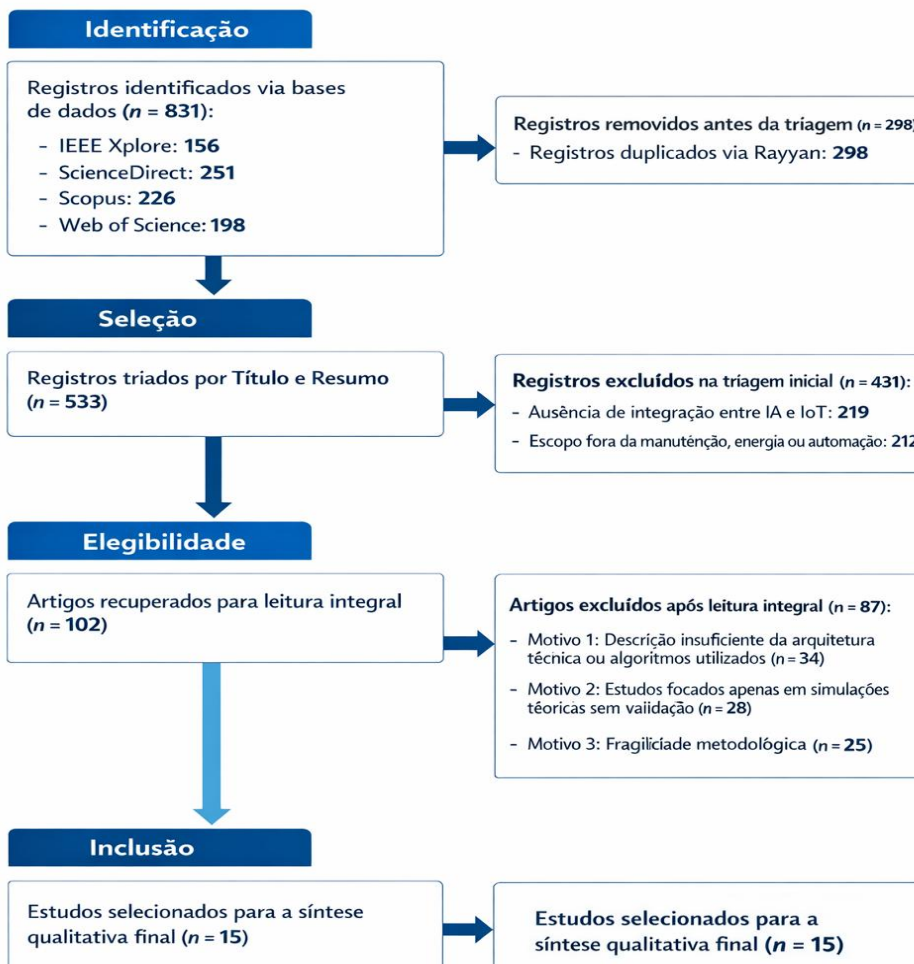 Identificação
Registros identificados via bases
de dados (n = 831):
- IEEE Xplore: 156
- ScienceDirect: 251
- Scopus: 226
- Web of Science: 198
Registros removidos antes da triagem (n = 298)
- Registros duplicados via Rayyan: 298
Seleção
Registros triados por Título e Resumo
(n = 533)
Registros excluídos na triagem inicial (n = 431):
- Ausência de integração entre IA e IoT: 219
- Escopo fora da manuténção, energia ou automação: 212
Elegibilidade
Artigos recuperados para leitura integral
(n = 102)
Artigos excluídos após leitura integral (n = 87):
- Motivo 1: Descrição insuficiente da arquitetura
técnica ou algoritmos utilizados (n = 34)
- Motivo 2: Estudos focados apenas em simulações
téoricas sem vaiidação (n = 28)
- Motivo 3: Fragilicíade metodológica (n = 25)
Inclusão
Estudos selecionados para a síntese
qualitativa final (n = 15)
Estudos selecionados para a
síntese qualitativa final (n = 15)